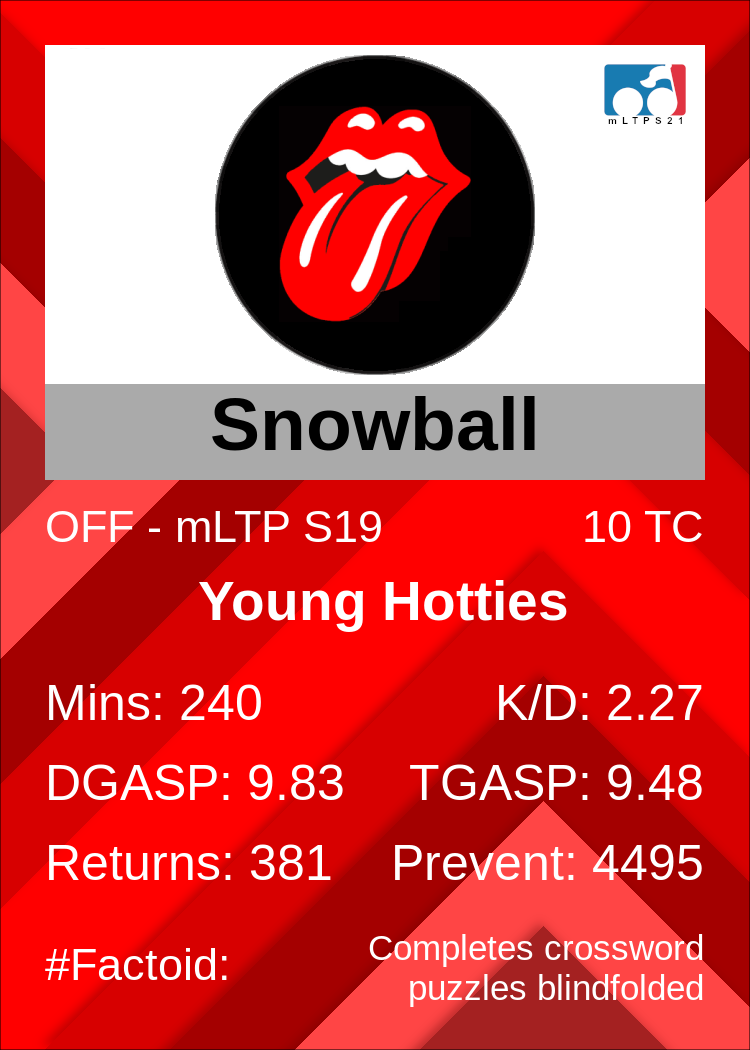 mLTPS21
Snowball
OFF - mLTP S19 10 TC
Young Hotties
Mins: 240 K/D: 2.27
DGASP: 9.83 TGASP: 9.48
Returns: 381 Prevent: 4495
#Factoid: Completes crossword
puzzles blindfolded